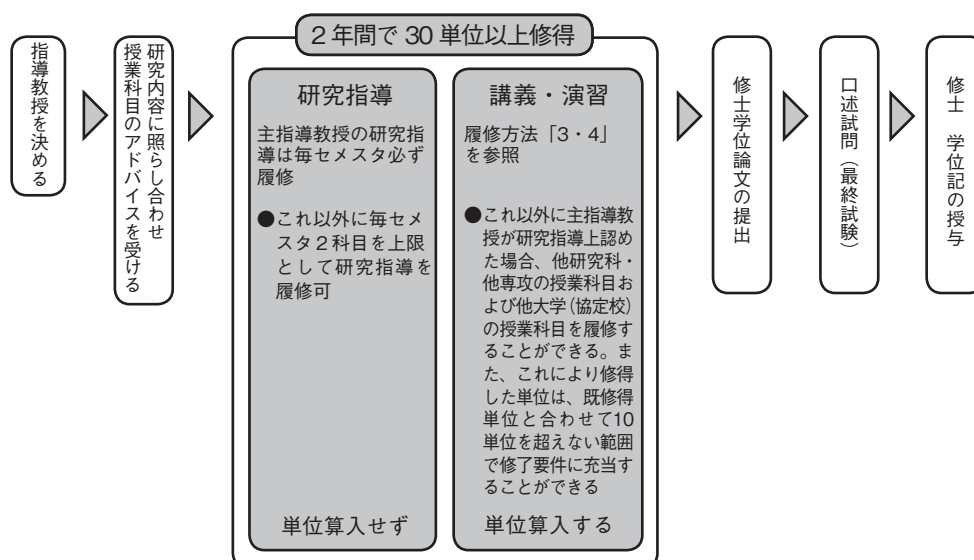 指導教授を決める
研究内容に照らし合わせ
授業科目のアドバイスを受ける
2年間で30単位以上修得
研究指導
主指導教授の研究指
導は毎セメスタ必ず
履修
●これ以外に毎セメ
スタ2科目を上限
として研究指導を
履修可
単位算入せず
講義・演習
履修方法「3・4」
を参照
●これ以外に主指導教
授が研究指導上認め
た場合、他研究科・
他専攻の授業科目お
よび他大学(協定校)
の授業科目を履修す
ることができる。ま
た、これにより修得
した単位は、既修得
単位と合わせて10
単位を超えない範囲
で修了要件に充当す
ることができる
単位算入する
修士学位論文の提出
口述試問(最終試験)
修士 学位記の授与